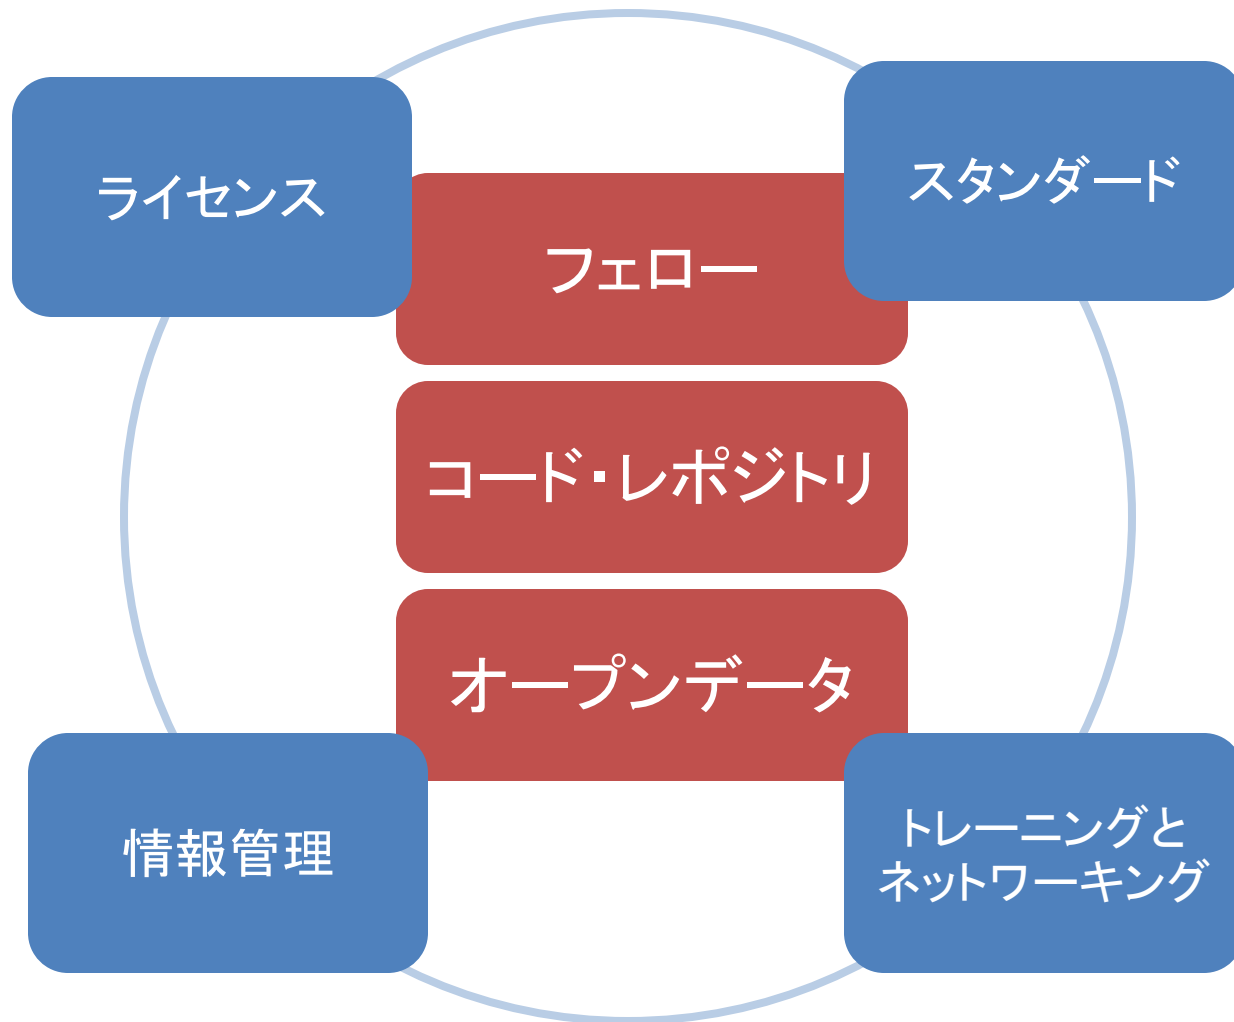 ライセンス
スタンダード
フェロー
コード・レポジトリ
オープンデータ
情報管理
トレーニングと
ネットワーキング